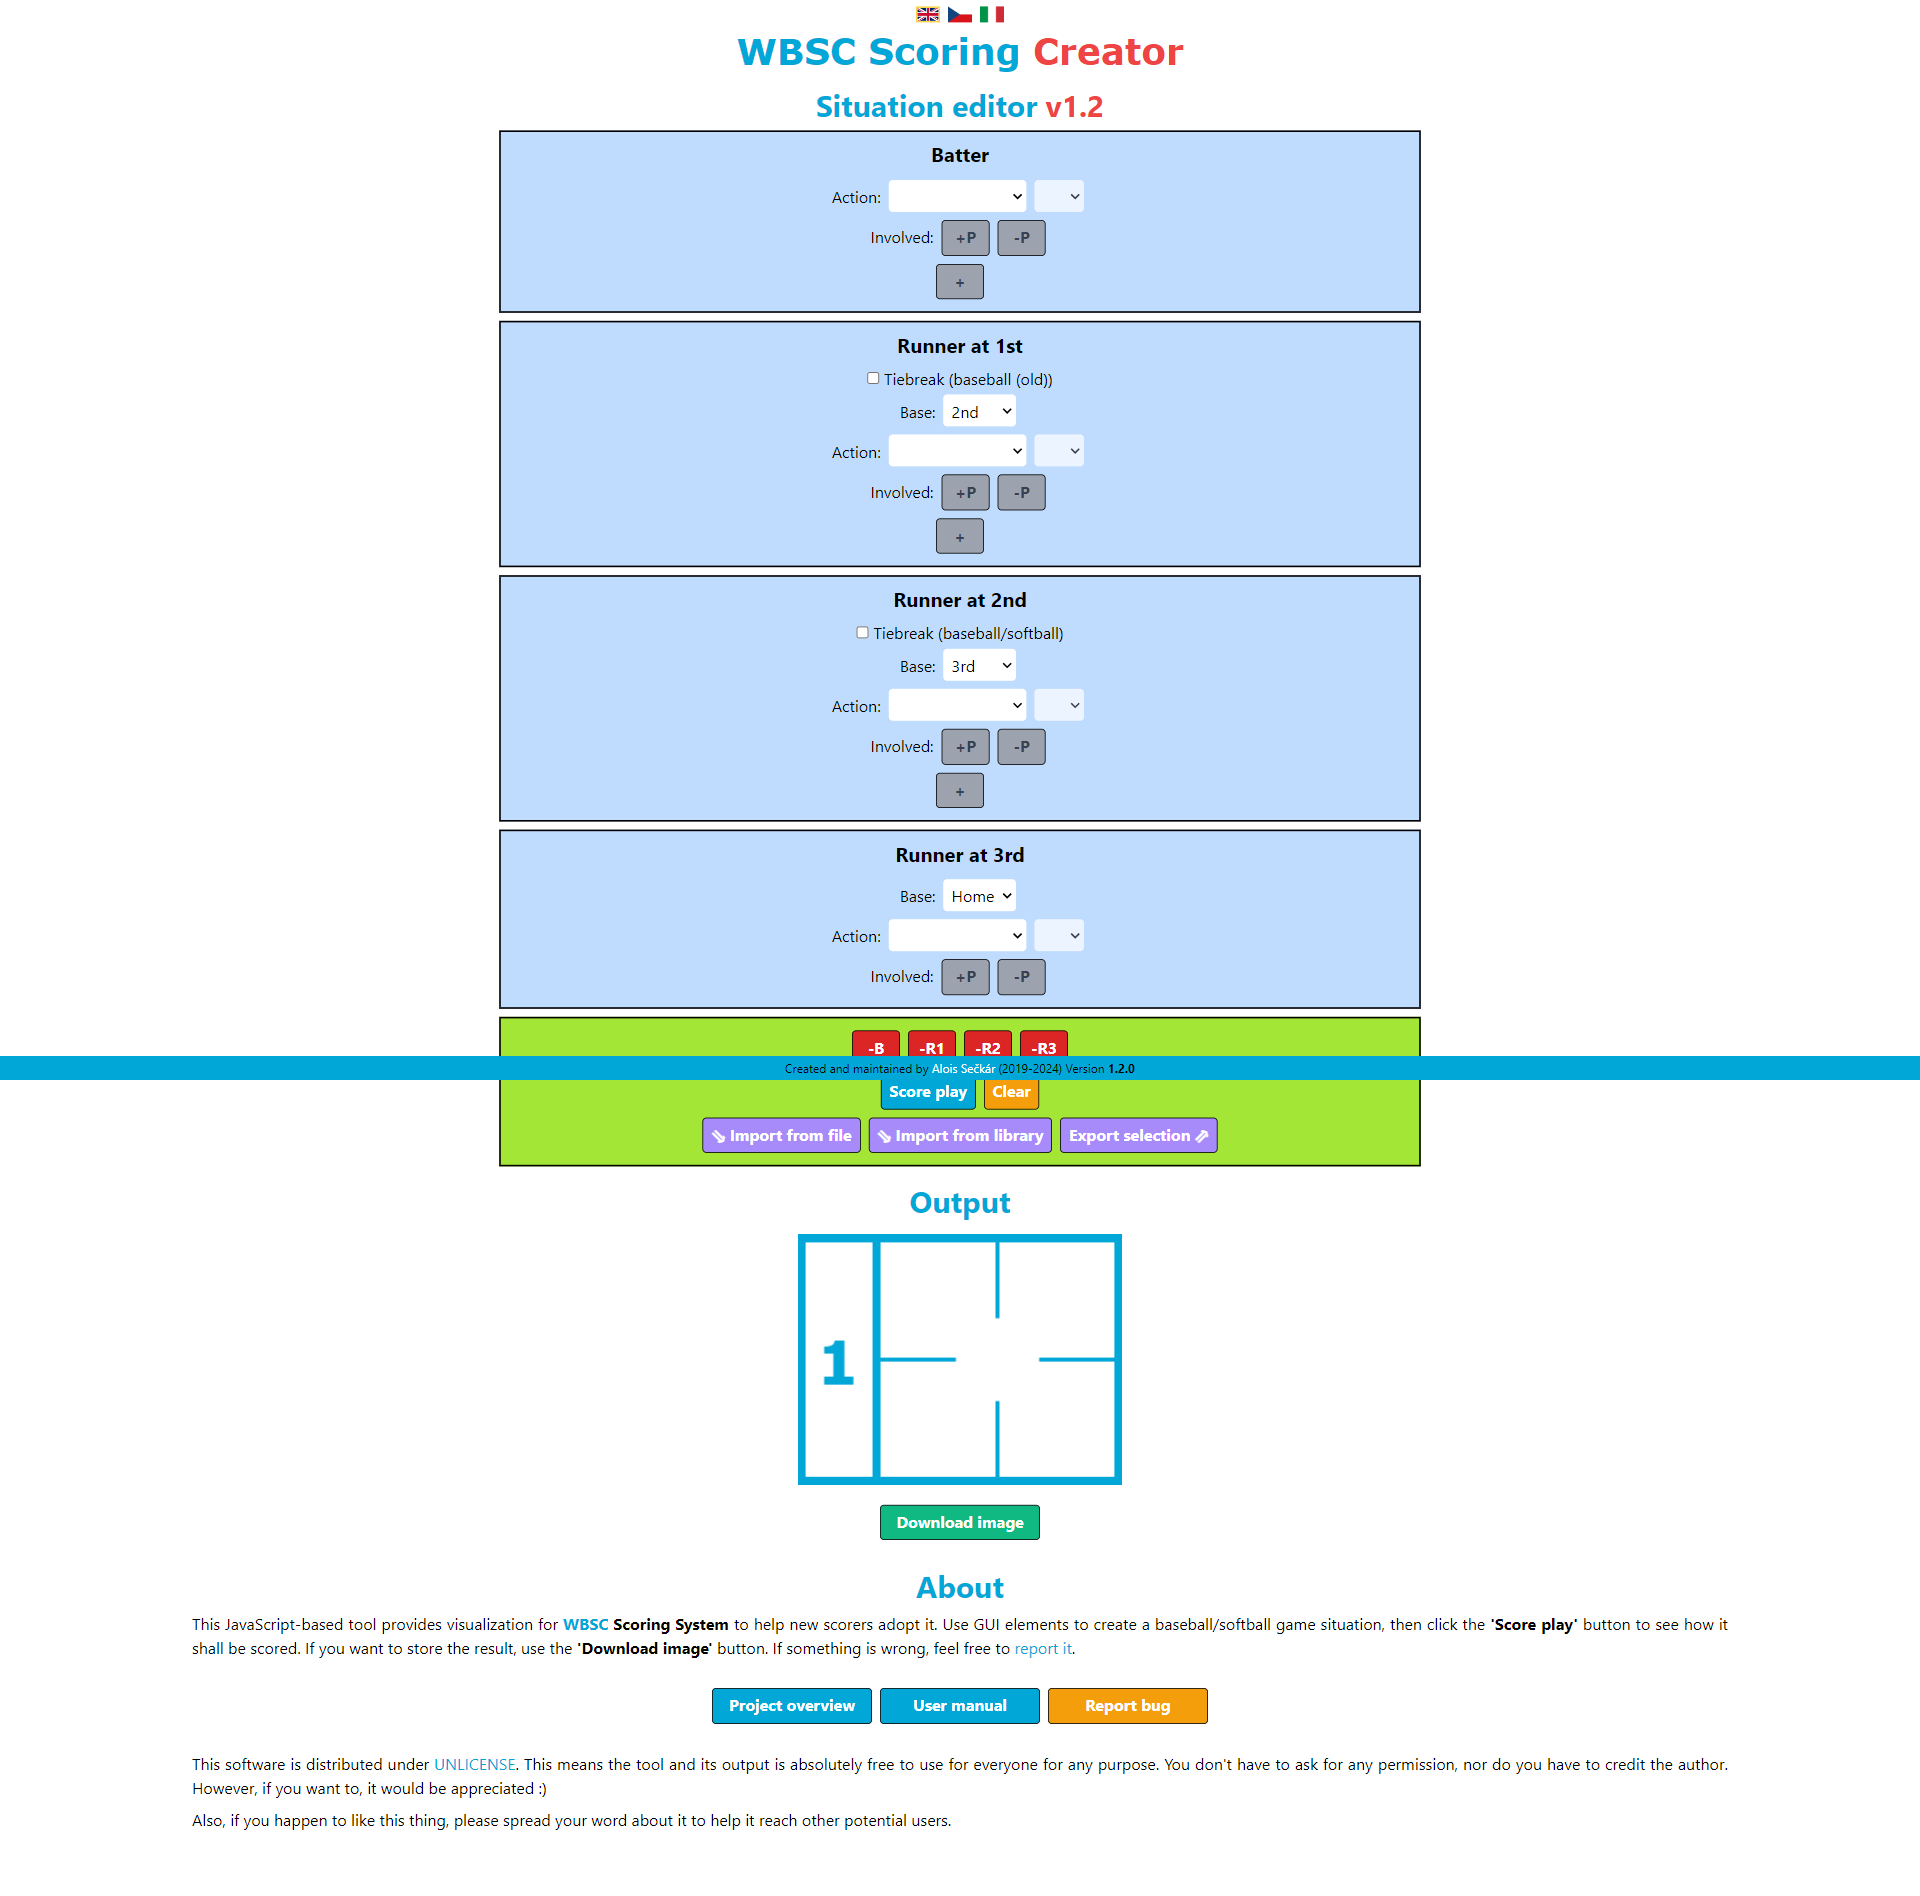 WBSC Scoring Creator
Situation editor v1.2
Batter
Action:
Involved: +P -P
+
Runner at 1st
Tiebreak (baseball (old))
Base: 2nd
Action:
Involved: +P -P
+
Runner at 2nd
Tiebreak (baseball/softball)
Base: 3rd
Action:
Involved: +P -P
+
Runner at 3rd
Base: Home
Action:
Involved: +P -P
-B -R1 -R2 -R3
Created and maintained by Alois Sečkár (2019-2024) Version 1.2.0
Score play Clear
⇘ Import from file ⇘ Import from library Export selection ⇗
Output
1
Download image
About
This JavaScript-based tool provides visualization for WBSC Scoring System to help new scorers adopt it. Use GUI elements to create a baseball/softball game situation, then click the 'Score play' button to see how it
shall be scored. If you want to store the result, use the 'Download image' button. If something is wrong, feel free to report it.
Project overview User manual Report bug
This software is distributed under UNLICENSE. This means the tool and its output is absolutely free to use for everyone for any purpose. You don't have to ask for any permission, nor do you have to credit the author.
However, if you want to, it would be appreciated :)
Also, if you happen to like this thing, please spread your word about it to help it reach other potential users.